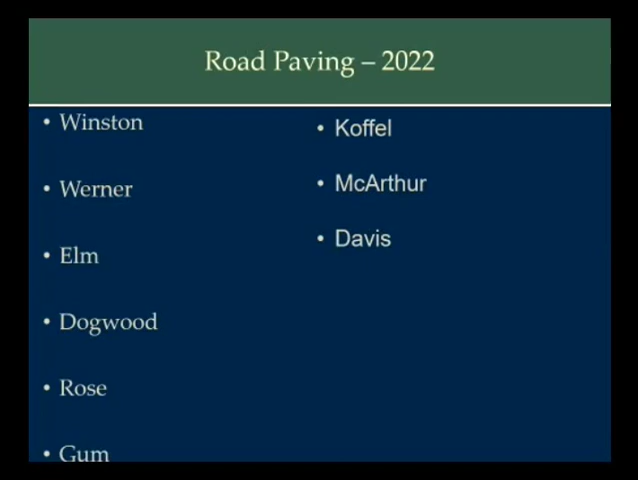 Road Paving – 2022
• Winston
• Werner
• Elm
• Dogwood
• Rose
• Gum
• Koffel
• McArthur
• Davis